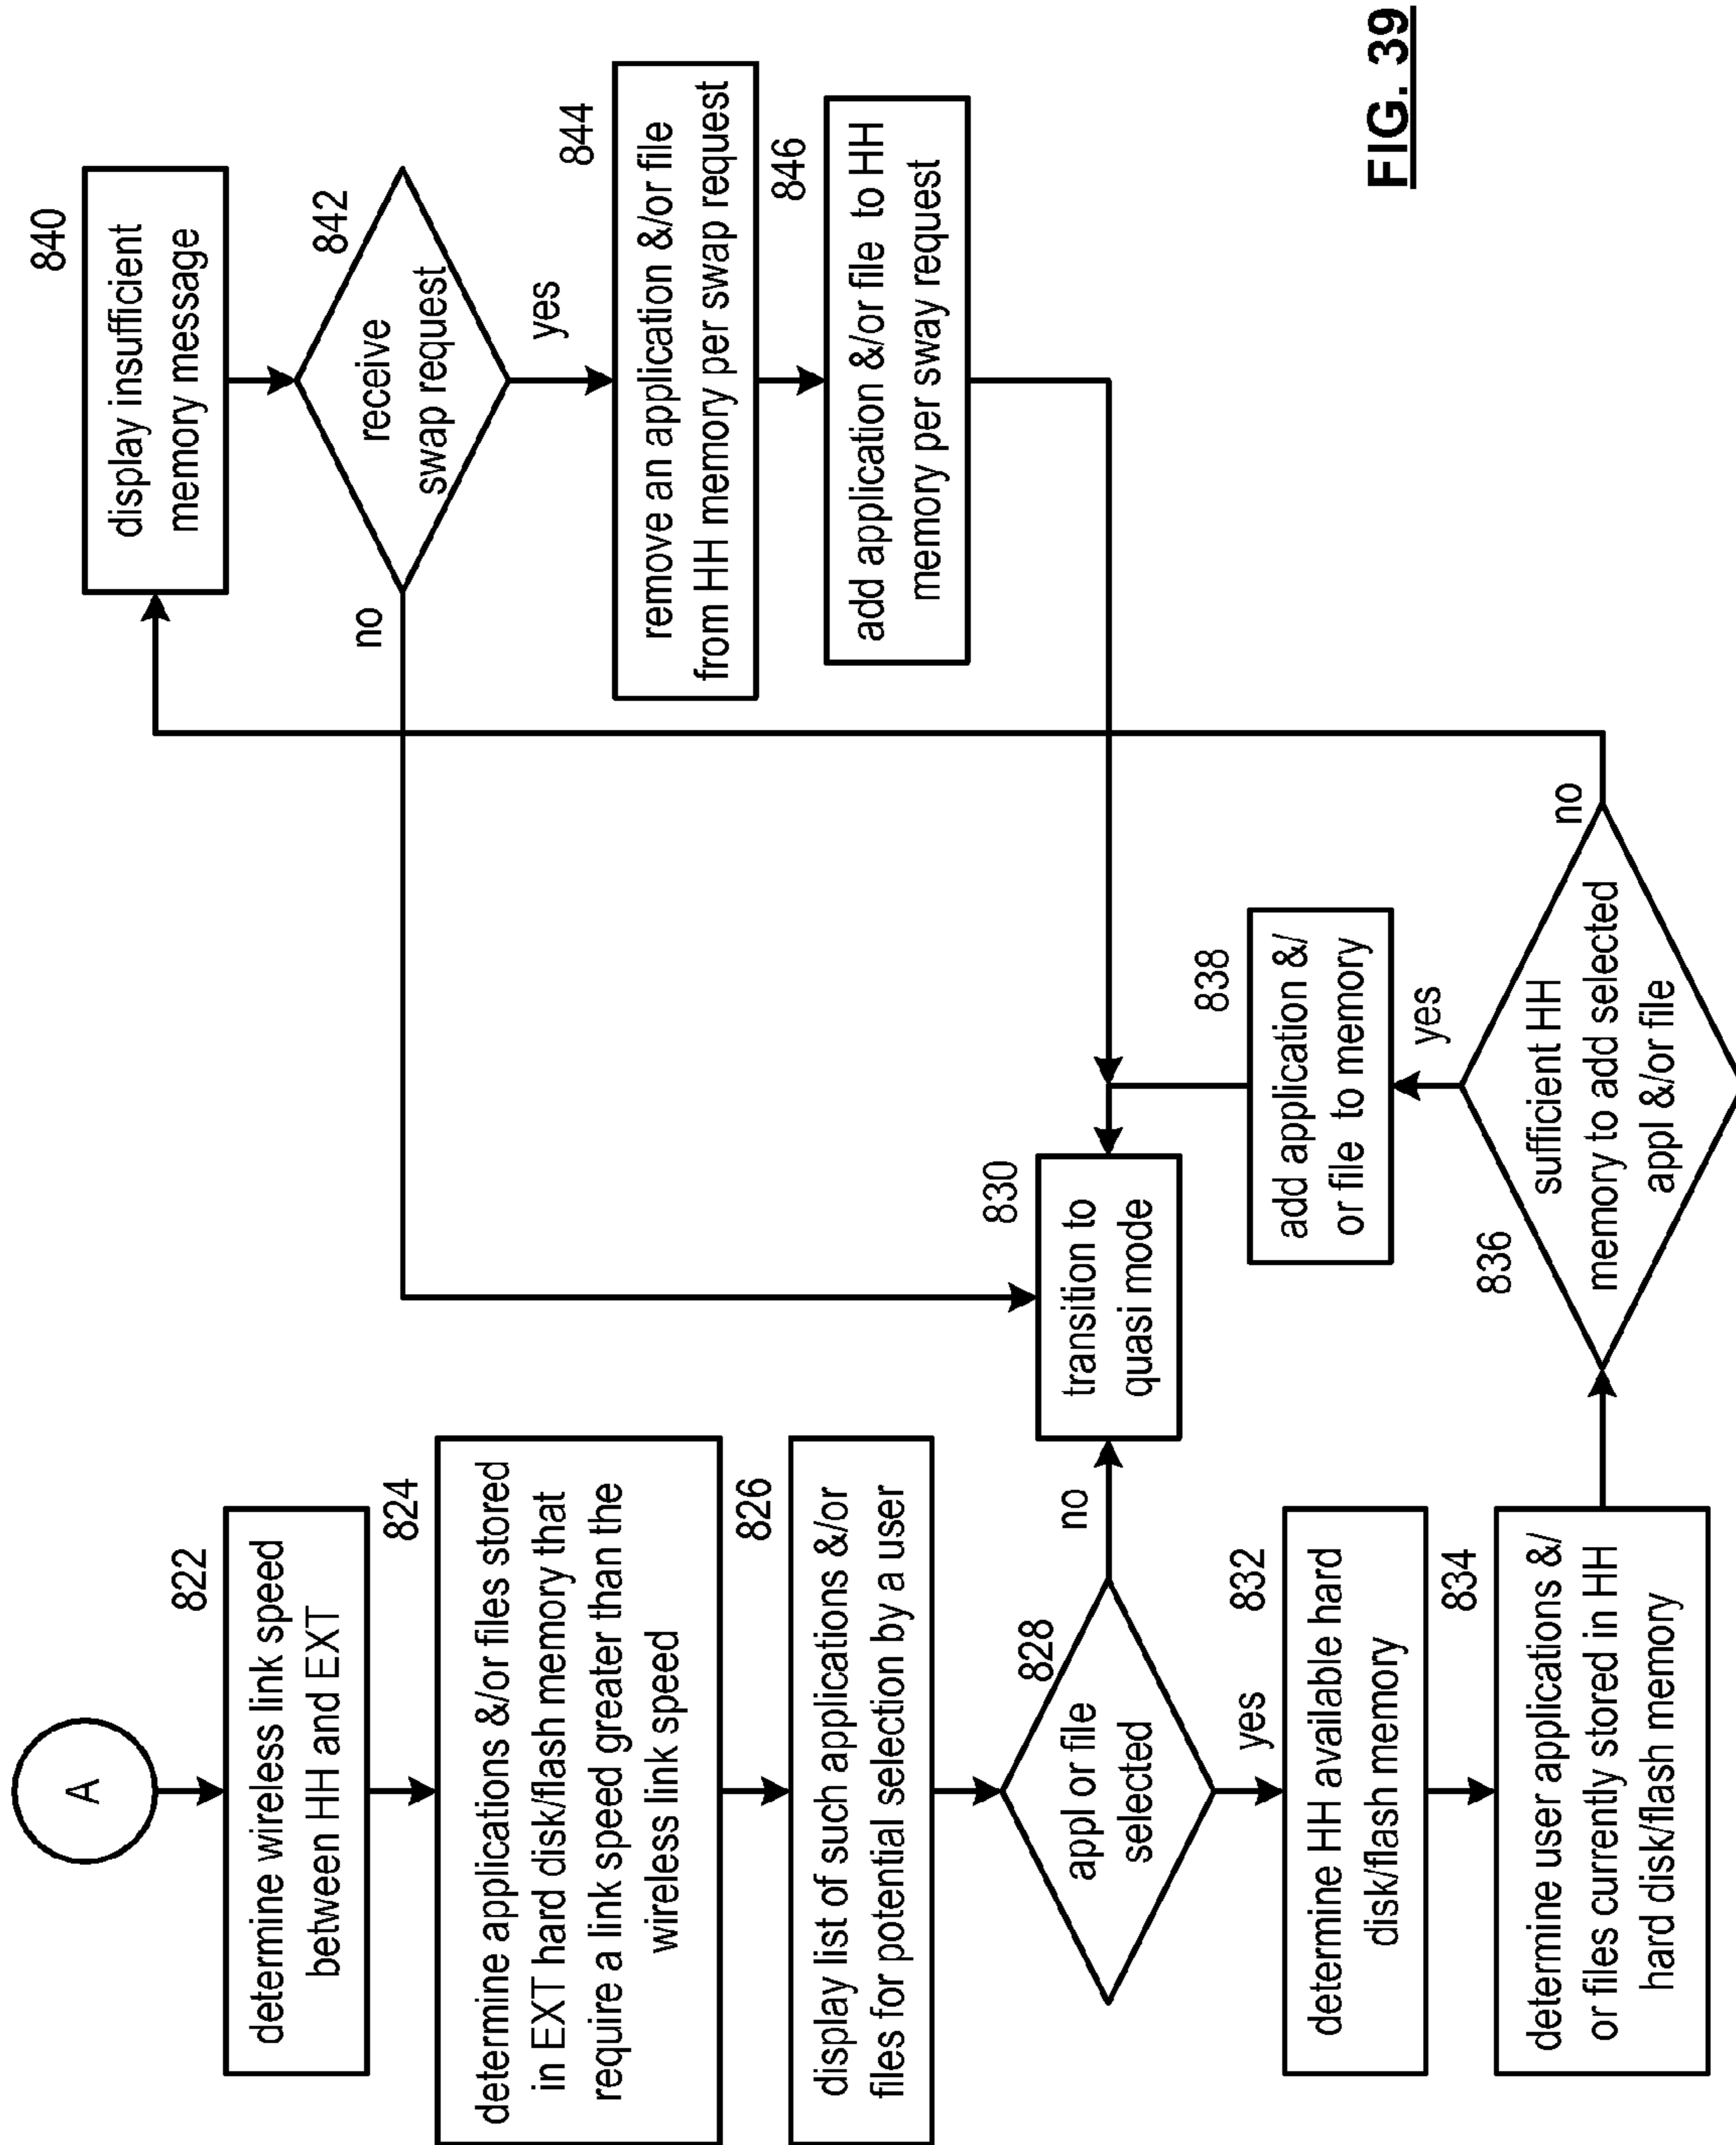 A
822
determine wireless link speed
between HH and EXT
824
determine applications &/or files stored
in EXT hard disk/flash memory that
require a link speed greater than the
wireless link speed
826
display list of such applications &/or
files for potential selection by a user
828
appl or file
selected
no
yes
830
transition to
quasi mode
832
determine HH available hard
disk/flash memory
834
determine user applications &/
or files currently stored in HH
hard disk/flash memory
836
sufficient HH
memory to add selected
appl &/or file
yes
no
838
add application &/
or file to memory
840
display insufficient
memory message
842
receive
swap request
no
yes
844
remove an application &/or file
from HH memory per swap request
846
add application &/or file to HH
memory per sway request
FIG. 39